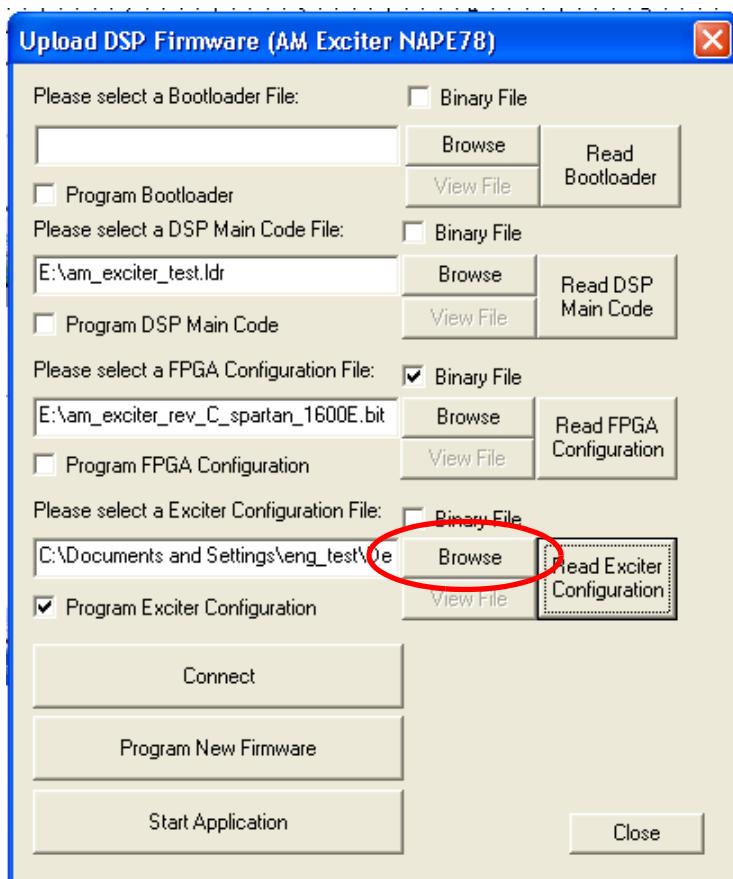 Upload DSP Firmware (AM Exciter NAPE78)
Please select a Bootloader File:
Binary File
Browse
Read
Bootloader
View File
Program Bootloader
Please select a DSP Main Code File:
Binary File
E:\am_exciter_test.ldr
Browse
Read DSP
Main Code
View File
Program DSP Main Code
Please select a FPGA Configuration File:
Binary File
E:\am_exciter_rev_C_spartan_1600E.bit
Browse
Read FPGA
Configuration
View File
Program FPGA Configuration
Please select a Exciter Configuration File:
Binary File
C:\Documents and Settings\eng_test\De
Browse
Read Exciter
Configuration
View File
Program Exciter Configuration
Connect
Program New Firmware
Start Application
Close